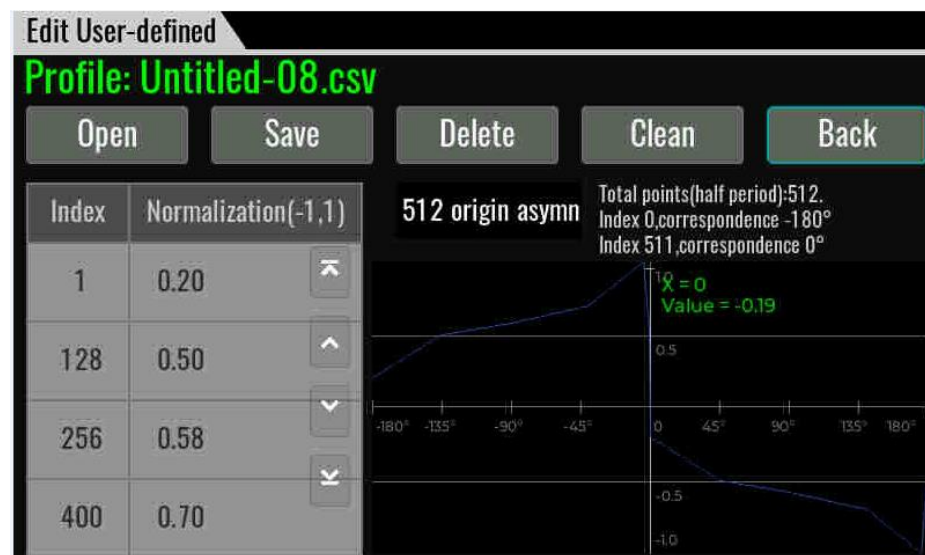 Edit User-defined
Profile: Untitled-08.csv
Open Save Delete Clean Back
Index Normalization(-1,1)
512 origin asymn
Total points(half period):512.
Index 0,correspondence -180°
Index 511,correspondence 0°
1 0.20
128 0.50
256 0.58
400 0.70
1.0
X = 0
Value = -0.19
0.5
-180° -135° -90° -45° 0 45° 90° 135° 180°
-0.5
-1.0